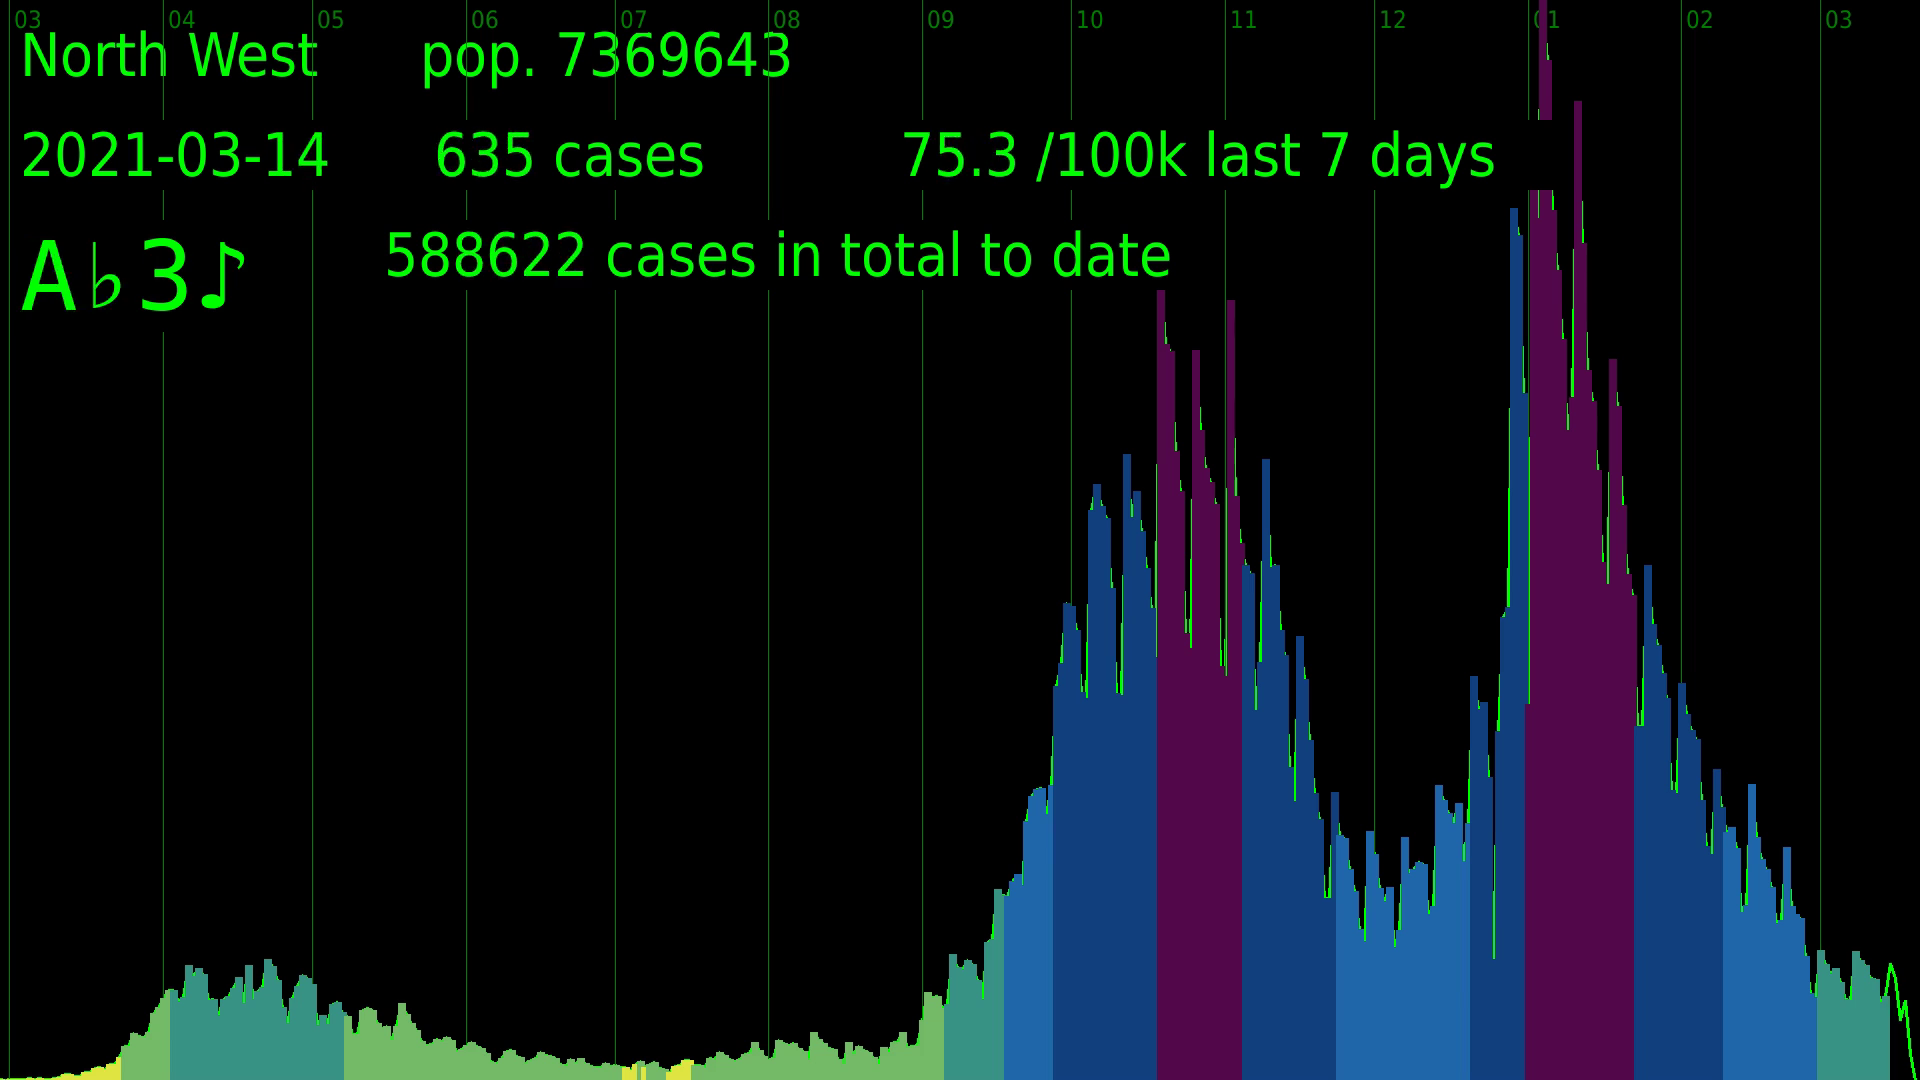 03 04 05 06 07 08 09 10 11 12 01 02 03
North West pop. 7369643
2021-03-14 635 cases 75.3 /100k last 7 days
A♭3♪ 588622 cases in total to date